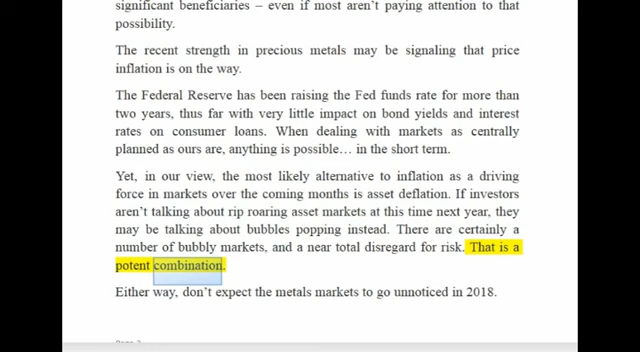 significant beneficiaries – even if most aren't paying attention to that
possibility.
The recent strength in precious metals may be signaling that price
inflation is on the way.
The Federal Reserve has been raising the Fed funds rate for more than
two years, thus far with very little impact on bond yields and interest
rates on consumer loans. When dealing with markets as centrally
planned as ours are, anything is possible… in the short term.
Yet, in our view, the most likely alternative to inflation as a driving
force in markets over the coming months is asset deflation. If investors
aren't talking about rip roaring asset markets at this time next year, they
may be talking about bubbles popping instead. There are certainly a
number of bubbly markets, and a near total disregard for risk. That is a
potent combination.
Either way, don't expect the metals markets to go unnoticed in 2018.